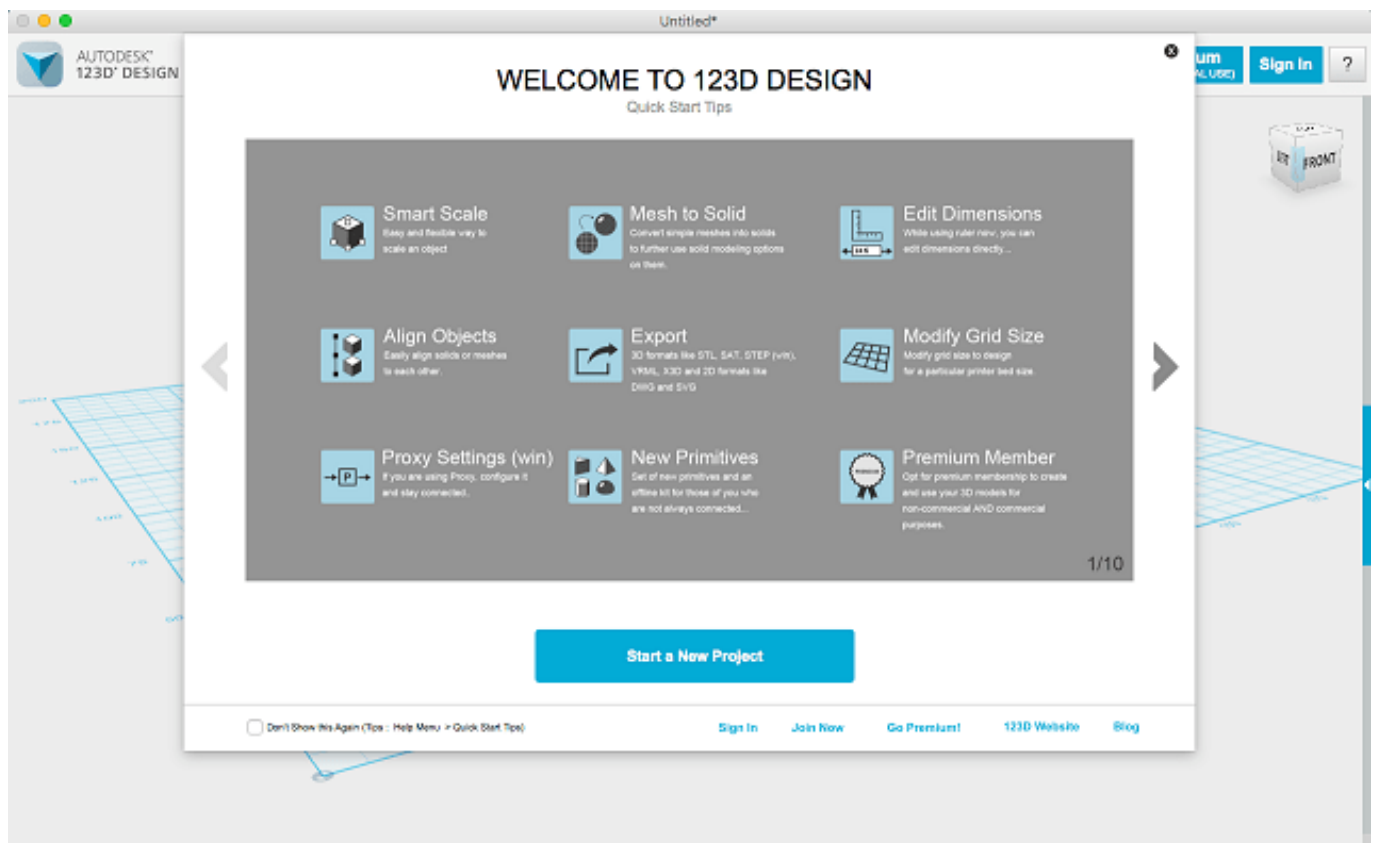 Untitled*
AUTODESK®
123D® DESIGN
um
AL USE)
Sign In
?
WELCOME TO 123D DESIGN
Quick Start Tips
FRONT
Smart Scale
Easy and flexible way to
scale an object
Mesh to Solid
Convert simple meshes into solids
to further use solid modeling options
on them.
Edit Dimensions
While using ruler now, you can
edit dimensions directly...
Align Objects
Easily align solids or meshes
to each other.
Export
3D formats like STL, SAT, STEP (win),
VRML, X3D and 2D formats like
DWG and SVG
Modify Grid Size
Modify grid size to design
for a particular printer bed size.
Proxy Settings (win)
P
If you are using Proxy, configure it
and stay connected.
New Primitives
Set of new primitives and an
offline kit for those of you who
are not always connected...
Premium Member
Opt for premium membership to create
and use your 3D models for
non-commercial AND commercial
purposes.
1/10
Start a New Project
Don't Show this Again (Tips : Help Menu -> Quick Start Tips)
Sign In
Join Now
Go Premium!
123D Website
Blog